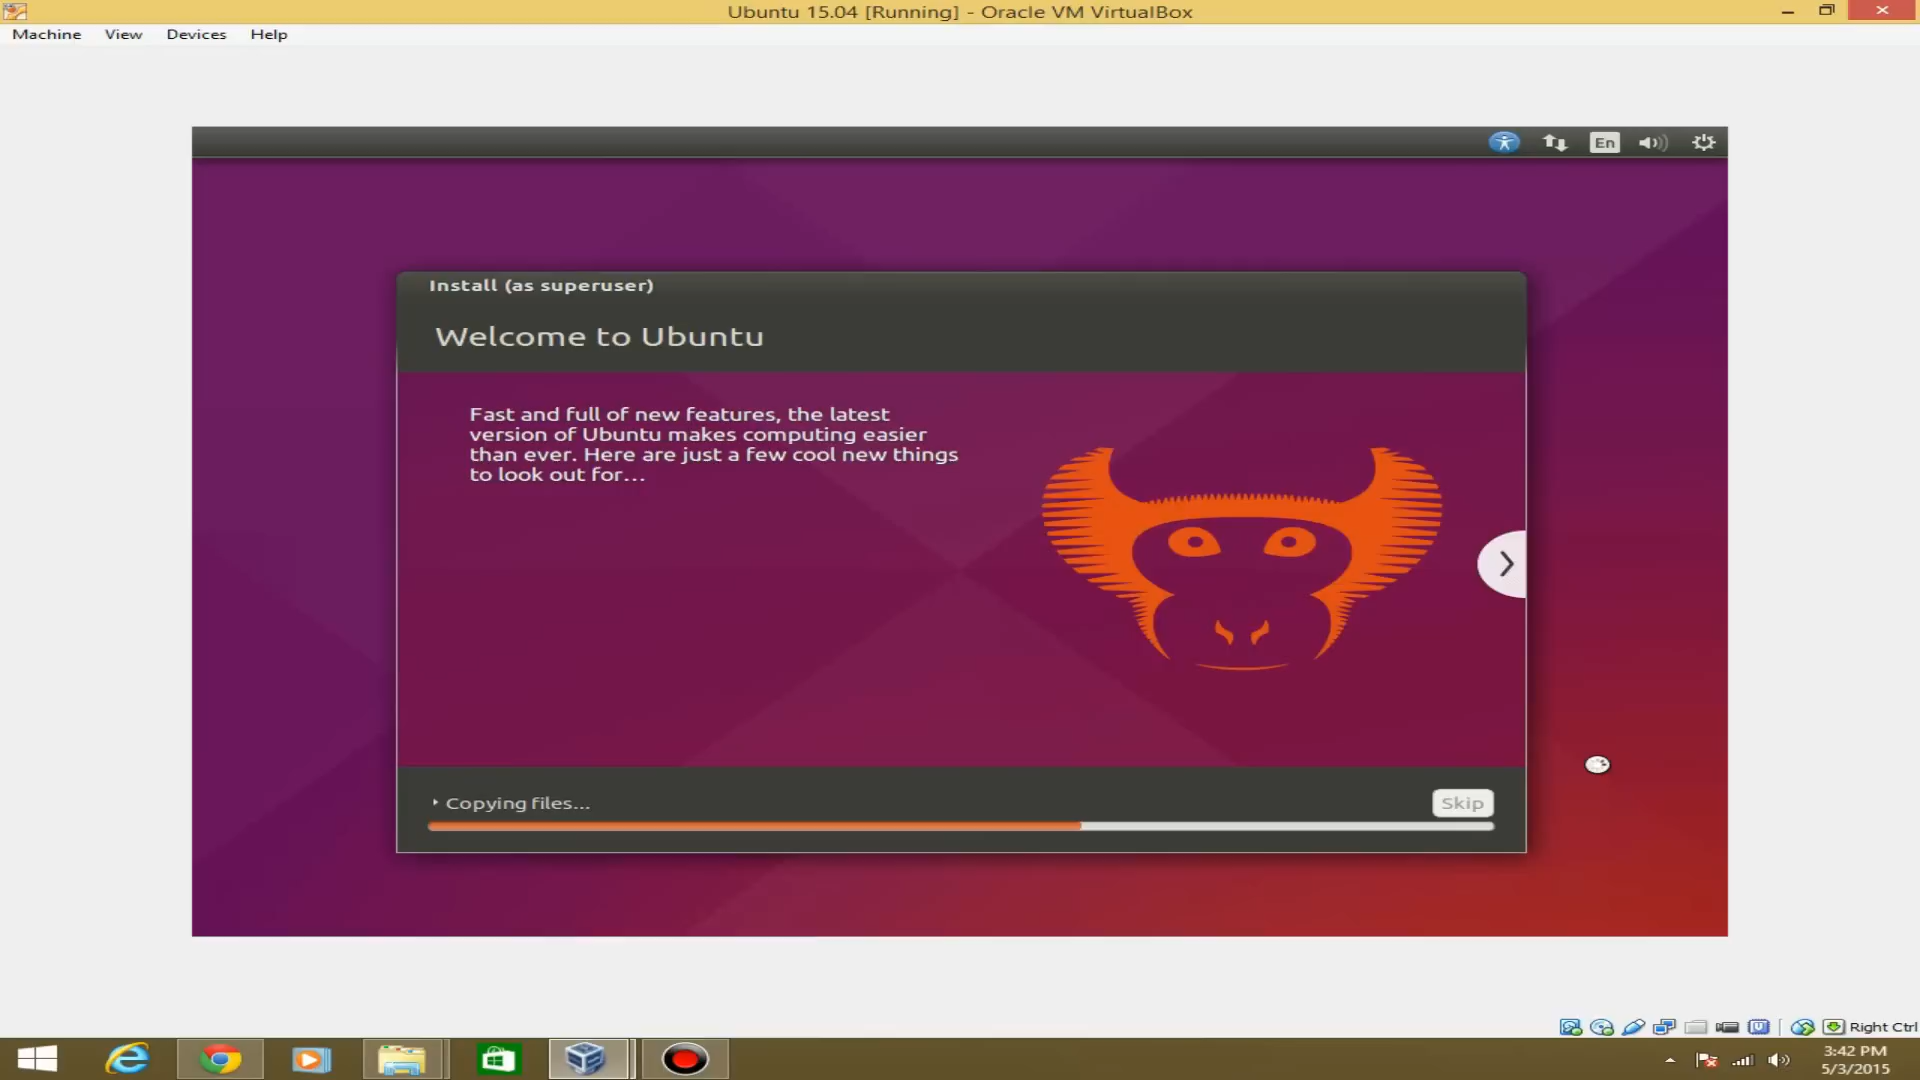 Ubuntu 15.04 [Running] - Oracle VM VirtualBox
Machine View Devices Help
En
Install (as superuser)
Welcome to Ubuntu
Fast and full of new features, the latest
version of Ubuntu makes computing easier
than ever. Here are just a few cool new things
to look out for...
Copying files...
Skip
Right Ctrl
3:42 PM
5/3/2015